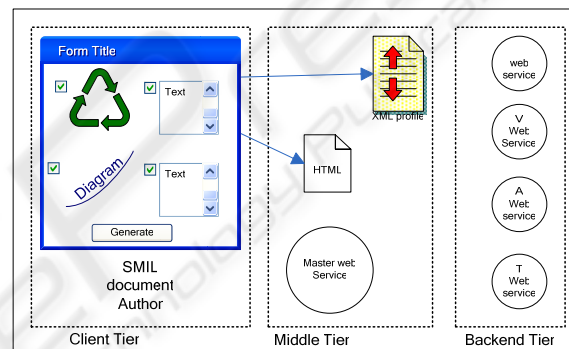 Form Title
Text
Diagram
Text
Generate
SMIL
document
Author
Client Tier
XML profile
HTML
Master web
Service
Middle Tier
web
service
V
Web
Service
A
Web
service
T
Web
service
Backend Tier